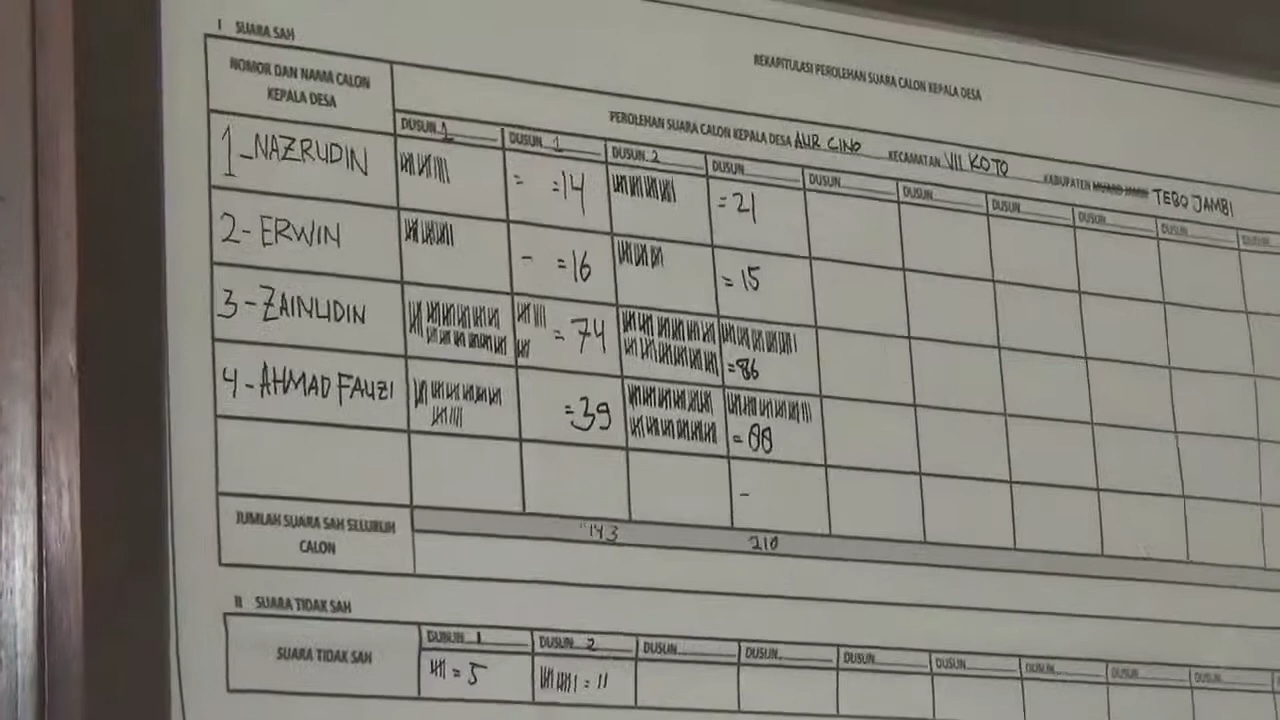 I SUARA SAH
REKAPITULASI PEROLEHAN SUARA CALON KEPALA DESA
NOMOR DAN NAMA CALON
KEPALA DESA
PEROLEHAN SUARA CALON KEPALA DESA AUR CINO KECAMATAN VII KOTO KABUPATEN TEBO JAMBI
DUSUN 1 DUSUN 1 DUSUN 2 DUSUN DUSUN DUSUN DUSUN DUSUN DUSUN DUSUN
1_NAZRUDIN = =14 =21
2-ERWIN - =16 =15
3-ZAINUDIN =74 =86
4-AHMAD FAUZI =39 =88
-
JUMLAH SUARA SAH SELURUH
CALON
143 210
II SUARA TIDAK SAH
SUARA TIDAK SAH
DUSUN 1 DUSUN 2 DUSUN DUSUN DUSUN DUSUN DUSUN DUSUN DUSUN
=5 =11